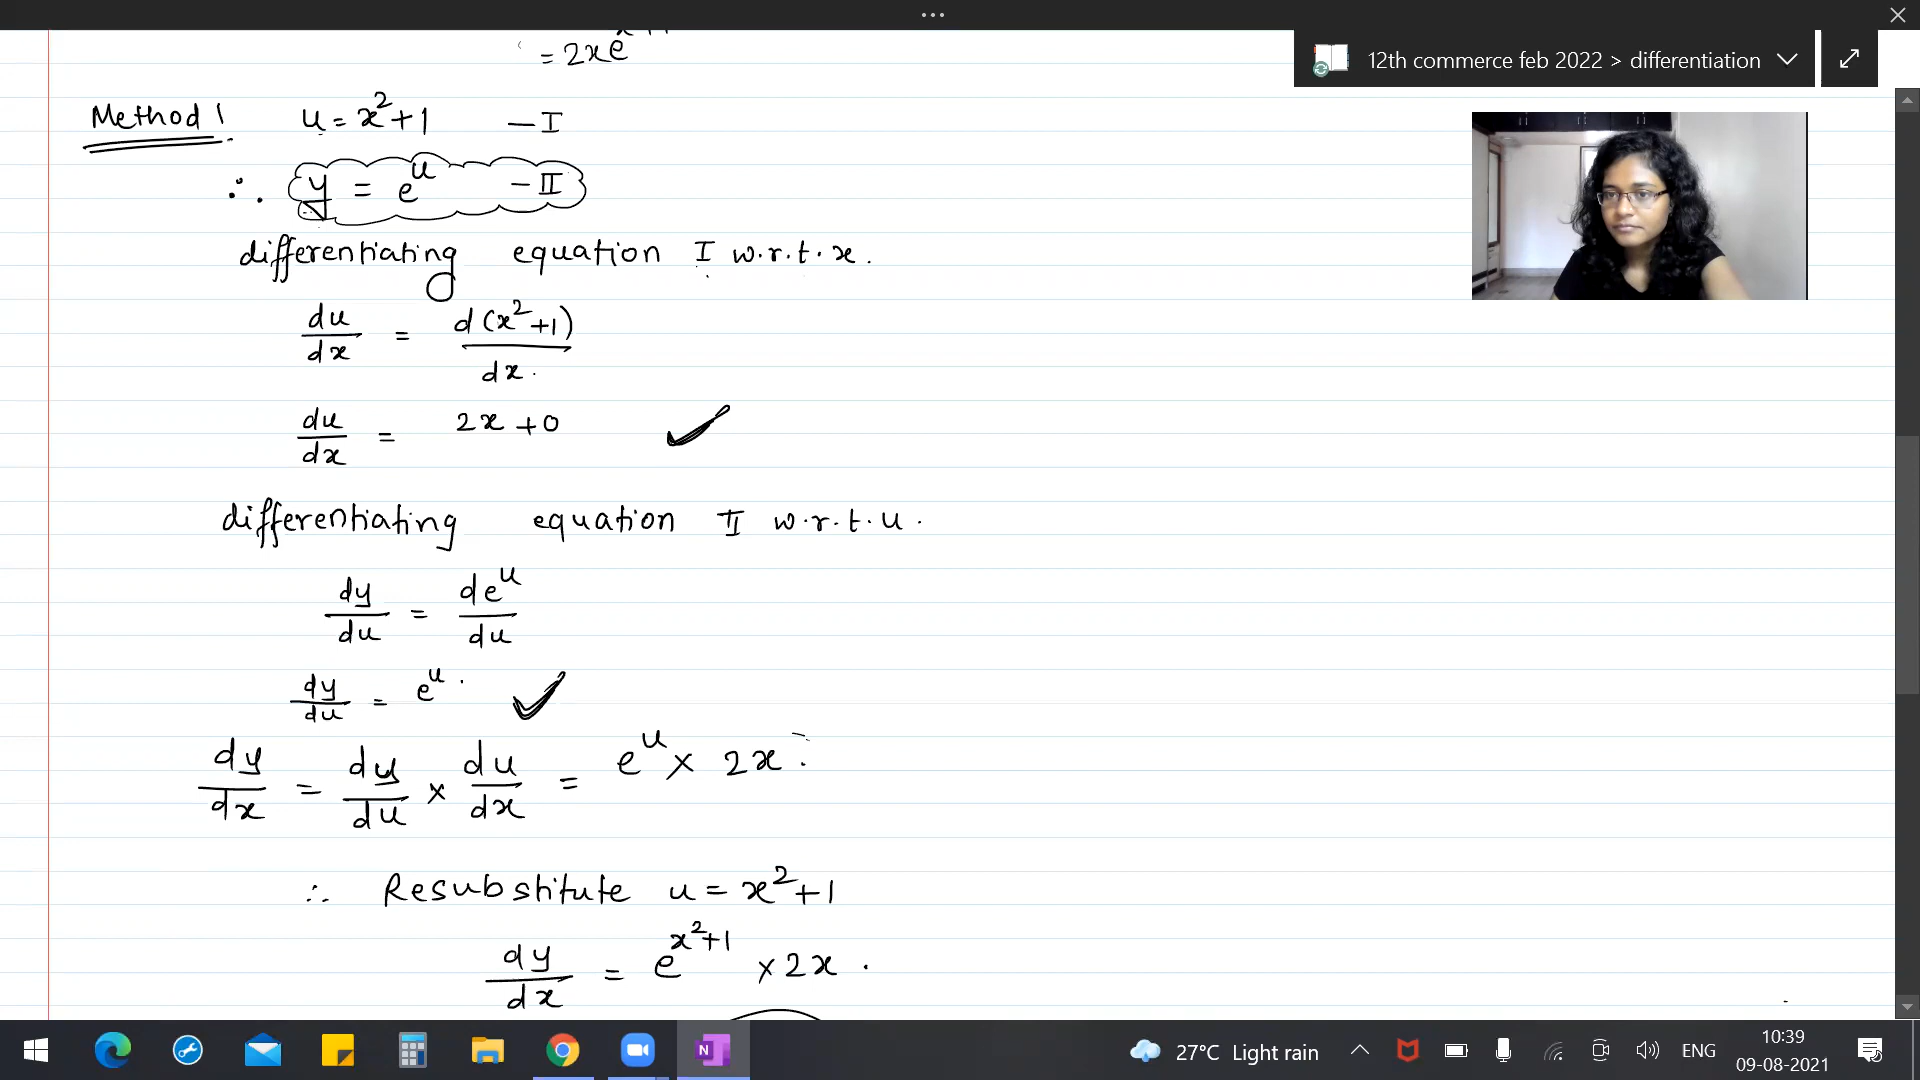 12th commerce feb 2022 > differentiation
= 2xe
Method 1 u = x²+1 — I
∴ y = e^u — II
differentiating equation I w.r.t. x.
du/dx = d(x²+1)/dx.
du/dx = 2x + 0 ✓
differentiating equation II w.r.t. u.
dy/du = de^u/du
dy/du = e^u. ✓
dy/dx = dy/du × du/dx = e^u × 2x
∴ Resubstitute u = x²+1
dy/dx = e^(x²+1) × 2x.
27°C Light rain
ENG
10:39
09-08-2021